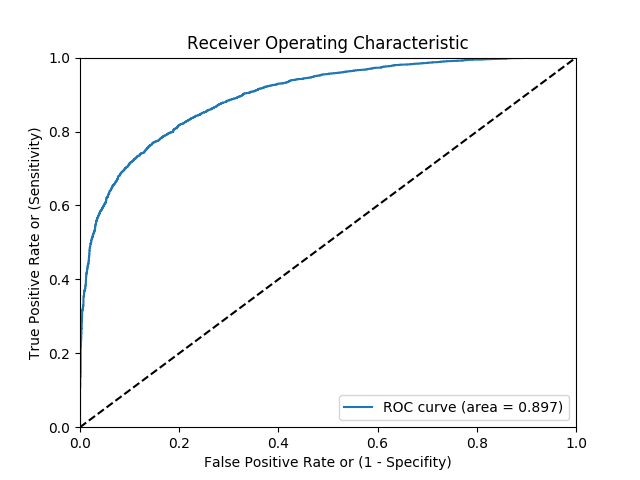 Receiver Operating Characteristic
1.0
0.8
0.6
0.4
0.2
0.0
True Positive Rate or (Sensitivity)
ROC curve (area = 0.897)
0.0 0.2 0.4 0.6 0.8 1.0
False Positive Rate or (1 - Specifity)